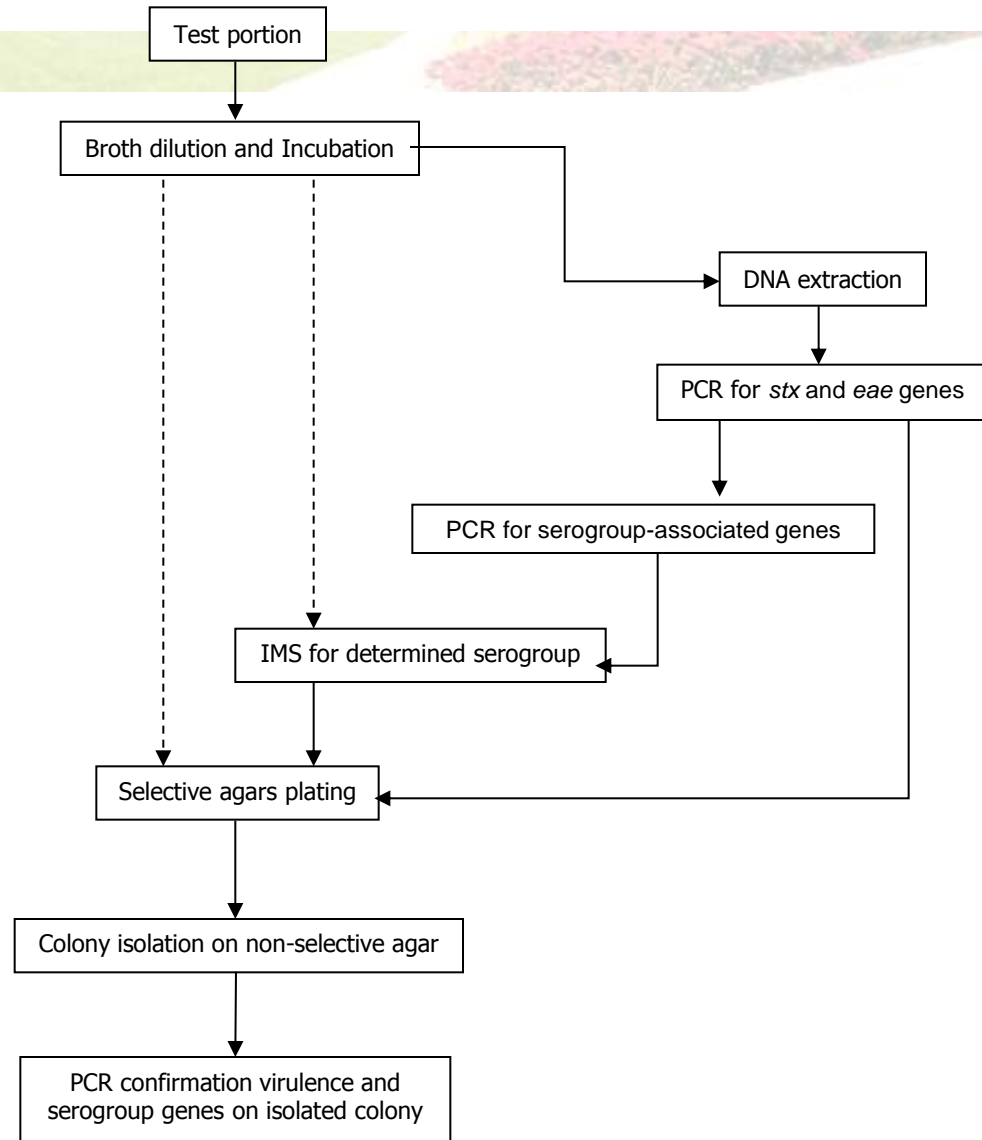 Test portion
Broth dilution and Incubation
DNA extraction
PCR for stx and eae genes
PCR for serogroup-associated genes
IMS for determined serogroup
Selective agars plating
Colony isolation on non-selective agar
PCR confirmation virulence and
serogroup genes on isolated colony